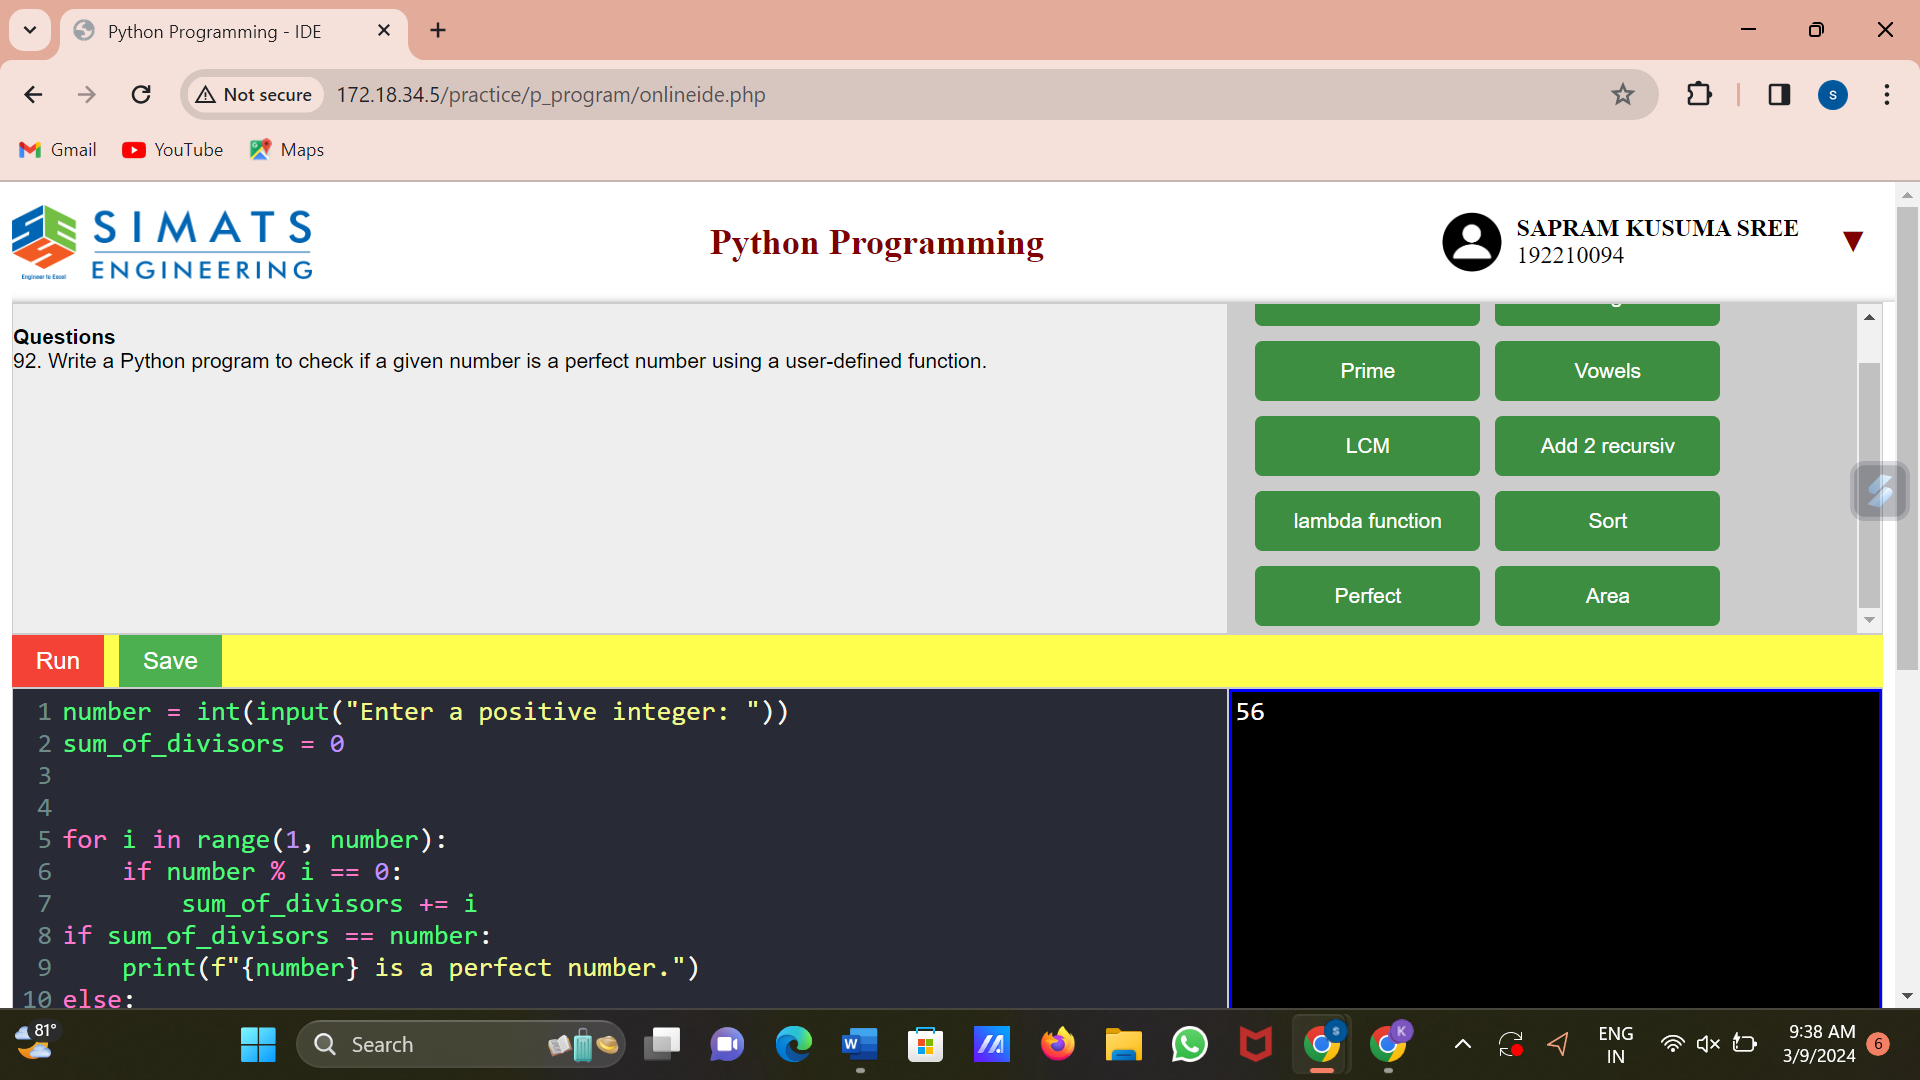 Python Programming - IDE
Not secure
172.18.34.5/practice/p_program/onlineide.php
S
Gmail
YouTube
Maps
SIMATS
ENGINEERING
Engineer to Excel
Python Programming
SAPRAM KUSUMA SREE
192210094
Questions
92. Write a Python program to check if a given number is a perfect number using a user-defined function.
Prime
Vowels
LCM
Add 2 recursiv
lambda function
Sort
Perfect
Area
Run
Save
1 number = int(input("Enter a positive integer: "))
2 sum_of_divisors = 0
3
4
5 for i in range(1, number):
6     if number % i == 0:
7         sum_of_divisors += i
8 if sum_of_divisors == number:
9     print(f"{number} is a perfect number.")
10 else:
56
81°
Search
W
S
K
ENG
IN
9:38 AM
3/9/2024
6